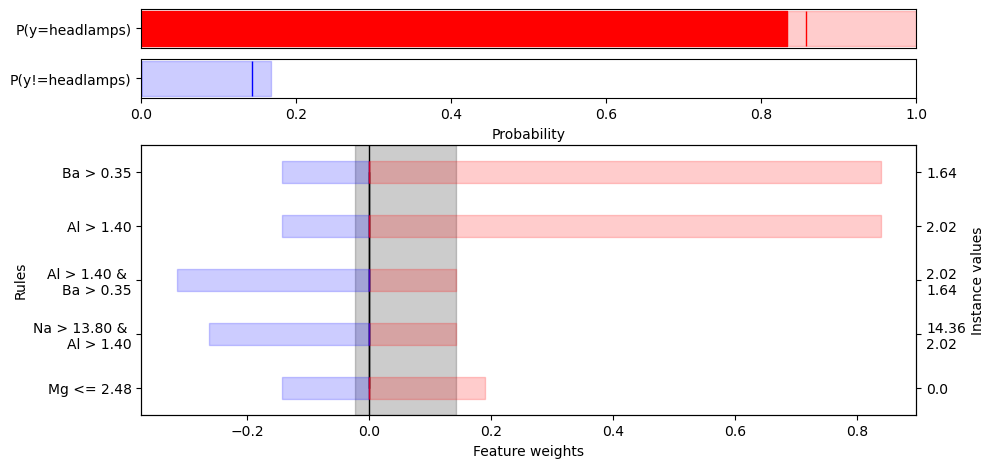 P(y=headlamps)
P(y!=headlamps)
0.0 0.2 0.4 0.6 0.8 1.0
Probability
Ba > 0.35 1.64
Al > 1.40 2.02
Al > 1.40 & 2.02
Ba > 0.35 1.64
Na > 13.80 & 14.36
Al > 1.40 2.02
Mg <= 2.48 0.0
Rules
Instance values
−0.2 0.0 0.2 0.4 0.6 0.8
Feature weights